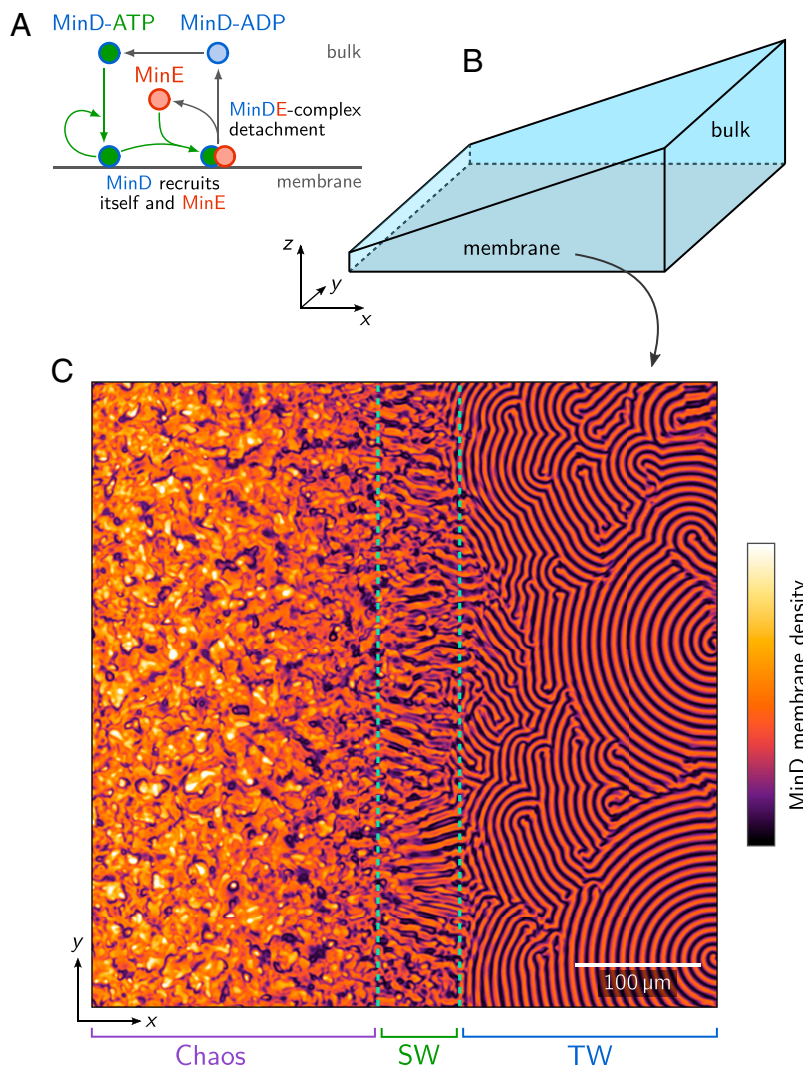 A
MinD-ATP
MinD-ADP
bulk
MinE
MinDE-complex
detachment
membrane
MinD recruits
itself and MinE
B
bulk
membrane
z
y
x
C
MinD membrane density
100 µm
y
x
Chaos
SW
TW